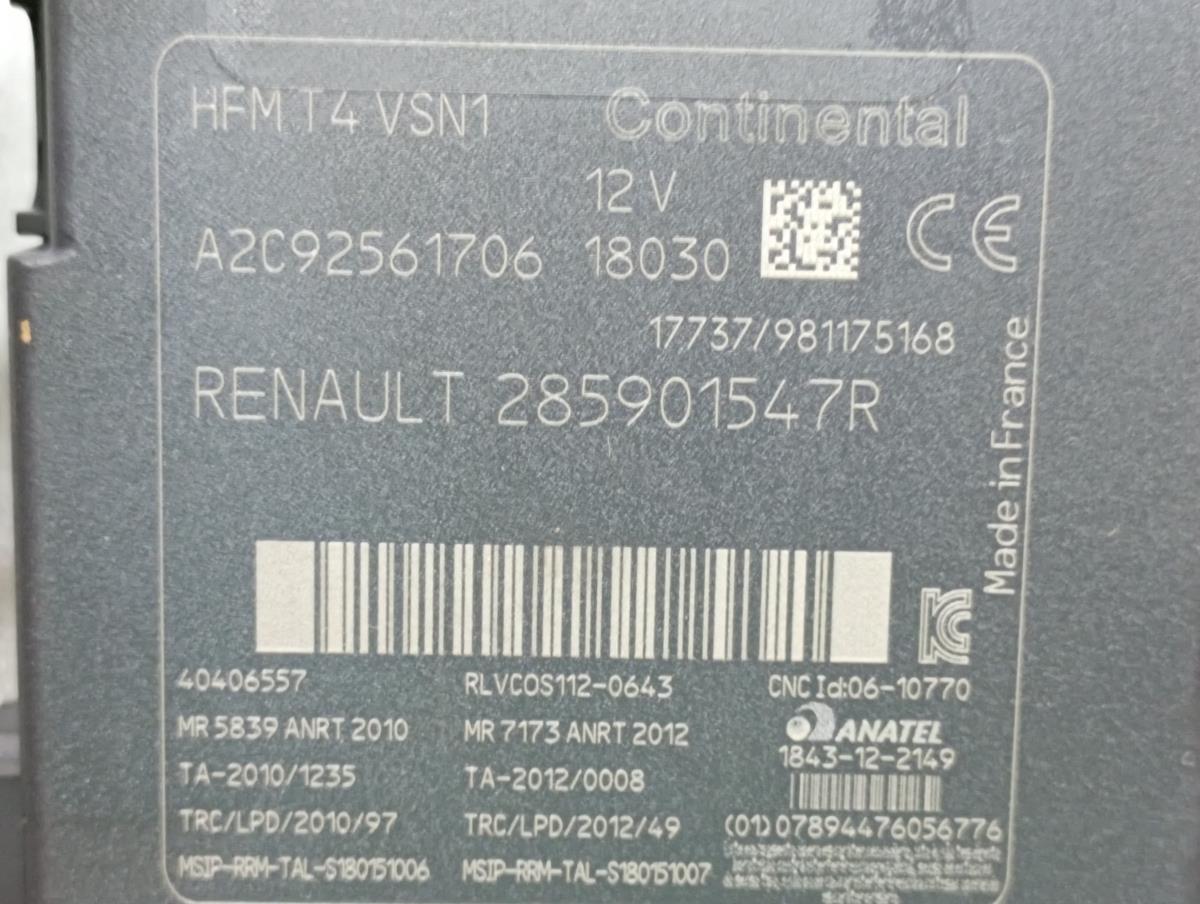 HFM T4 VSN1 Continental
12 V
A2C92561706 18030 CE
17737/981175168
RENAULT 285901547R
Made in France
40406557 RLVCOS112-0643 CNC Id:06-10770
MR 5839 ANRT 2010 MR 7173 ANRT 2012 ANATEL
1843-12-2149
TA-2010/1235 TA-2012/0008
TRC/LPD/2010/97 TRC/LPD/2012/49 (01)07894476056776
MSIP-RRM-TAL-S180151006 MSIP-RRM-TAL-S180151007